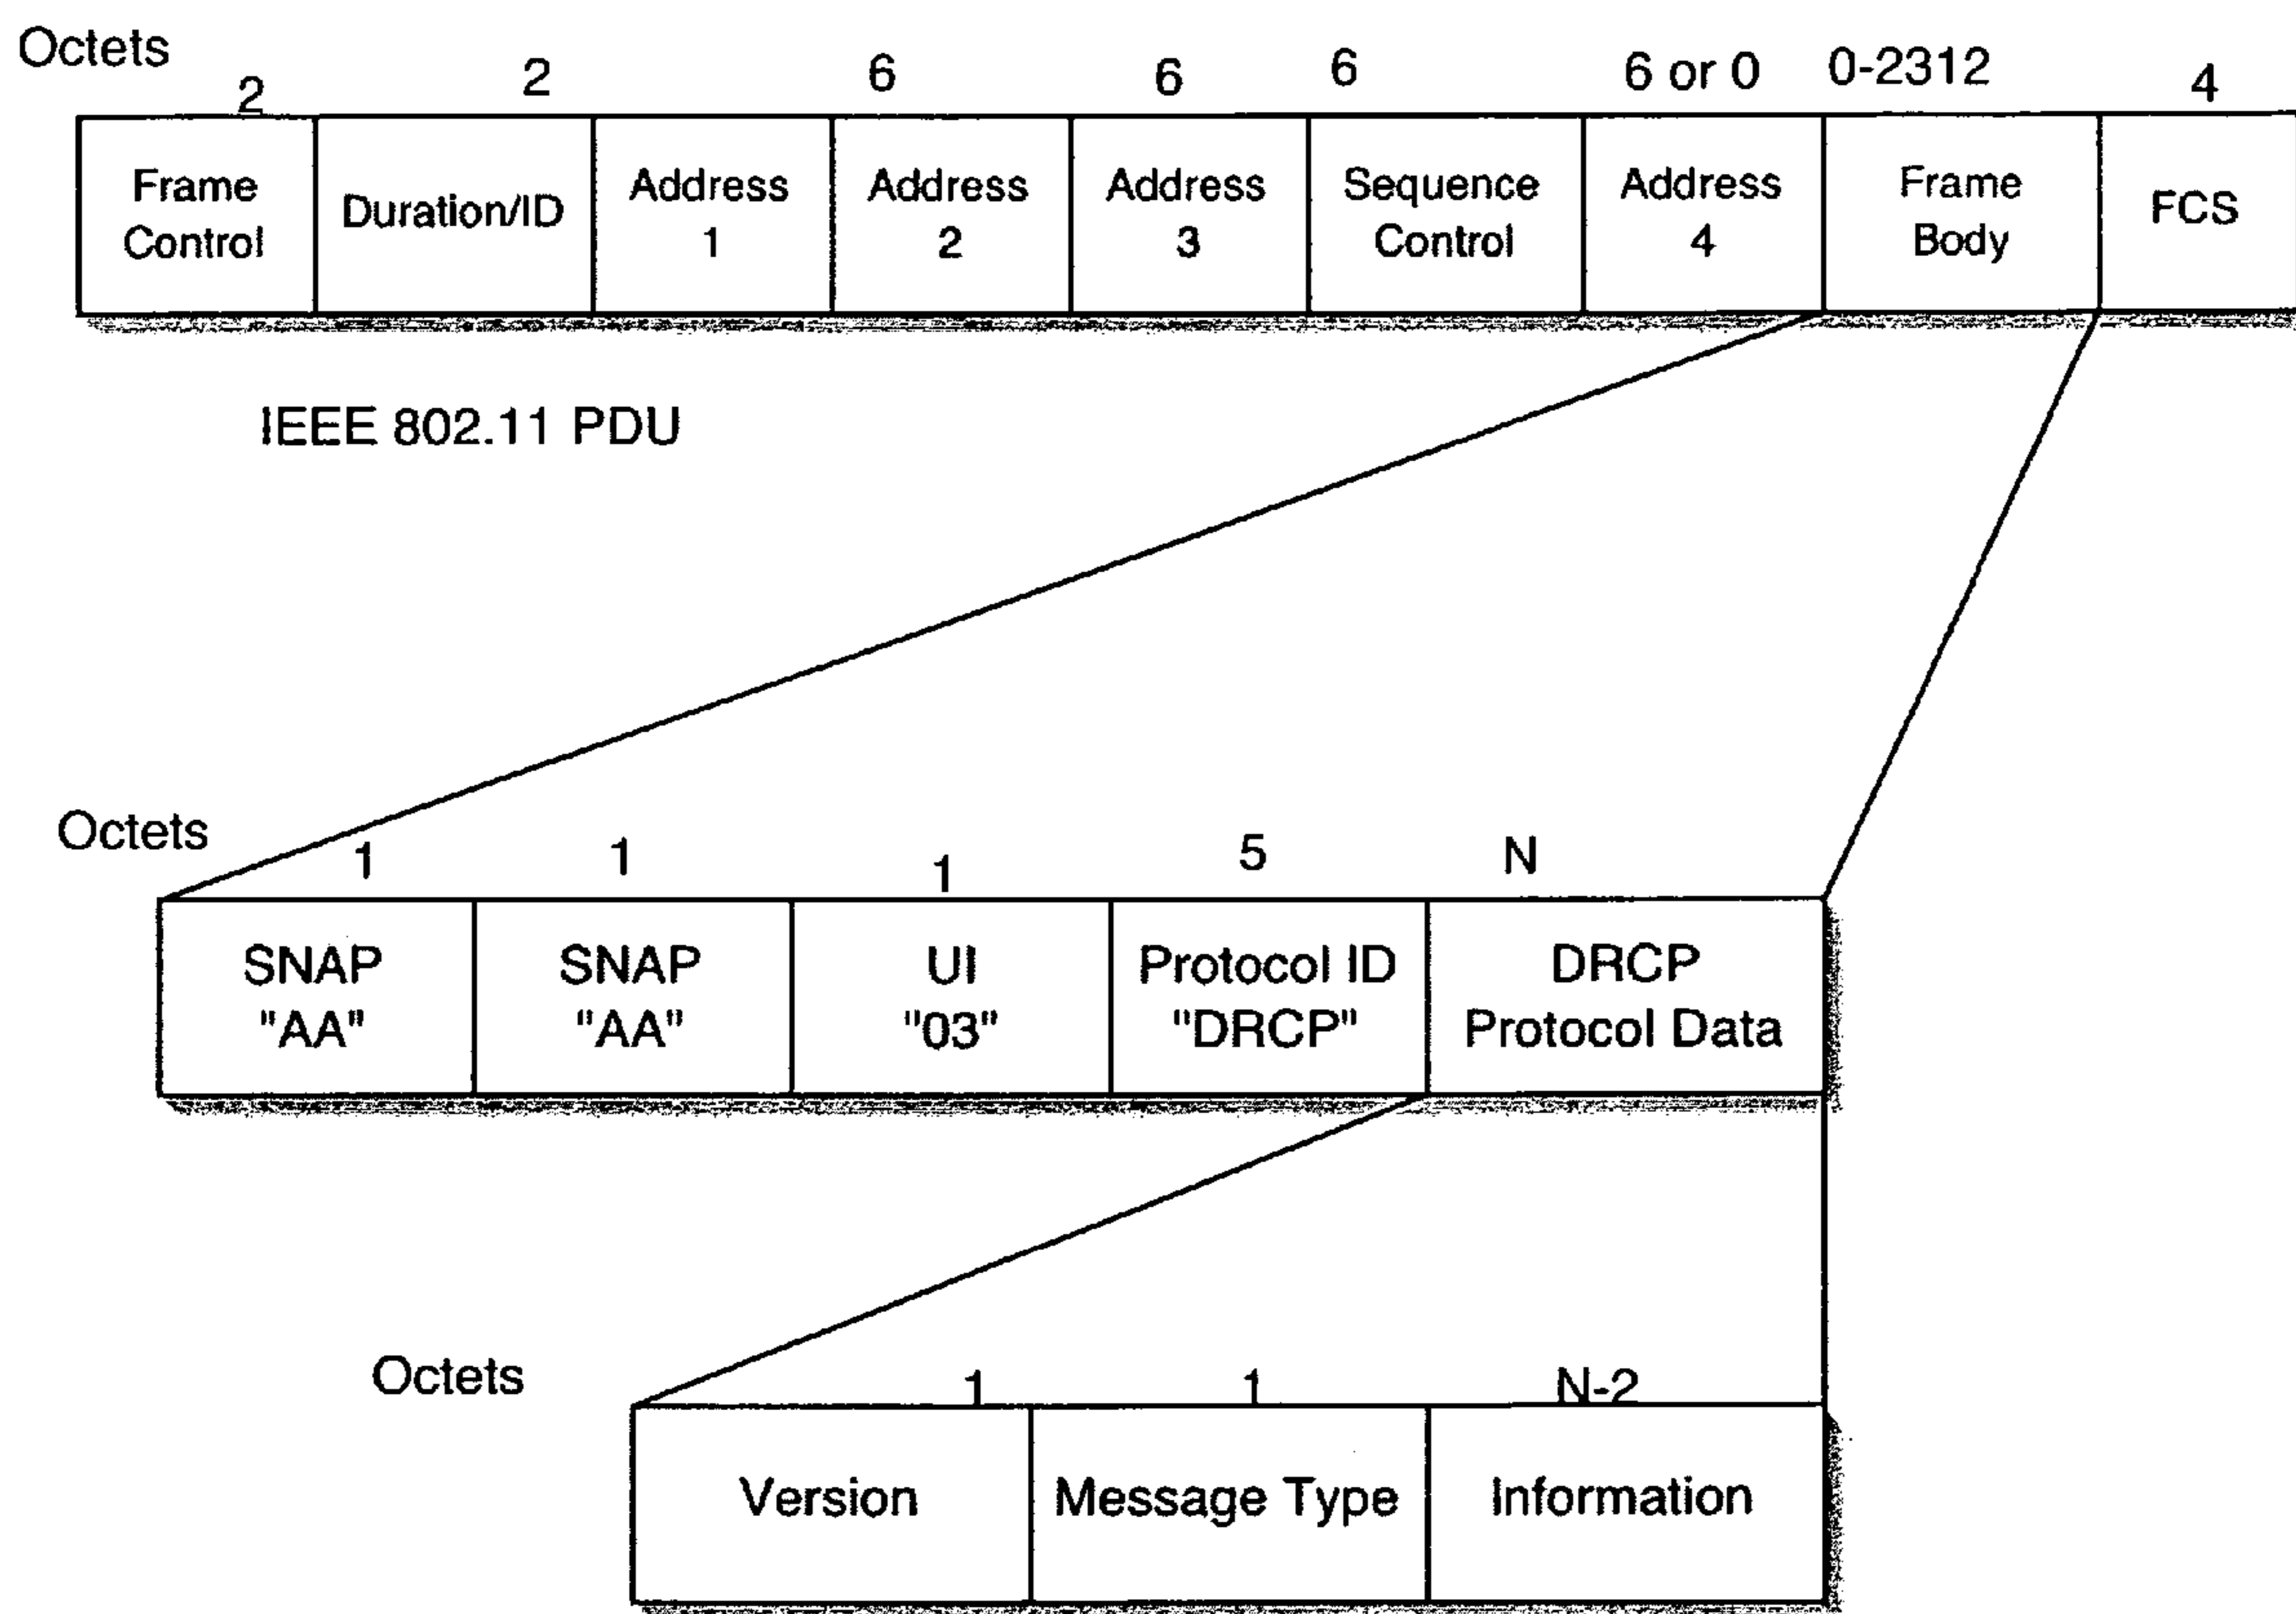 Octets
2 2 6 6 6 6 or 0 0-2312 4
Frame Control
Duration/ID
Address 1
Address 2
Address 3
Sequence Control
Address 4
Frame Body
FCS
IEEE 802.11 PDU
Octets
1 1 1 5 N
SNAP "AA"
SNAP "AA"
UI "03"
Protocol ID "DRCP"
DRCP Protocol Data
Octets
1 1 N-2
Version
Message Type
Information